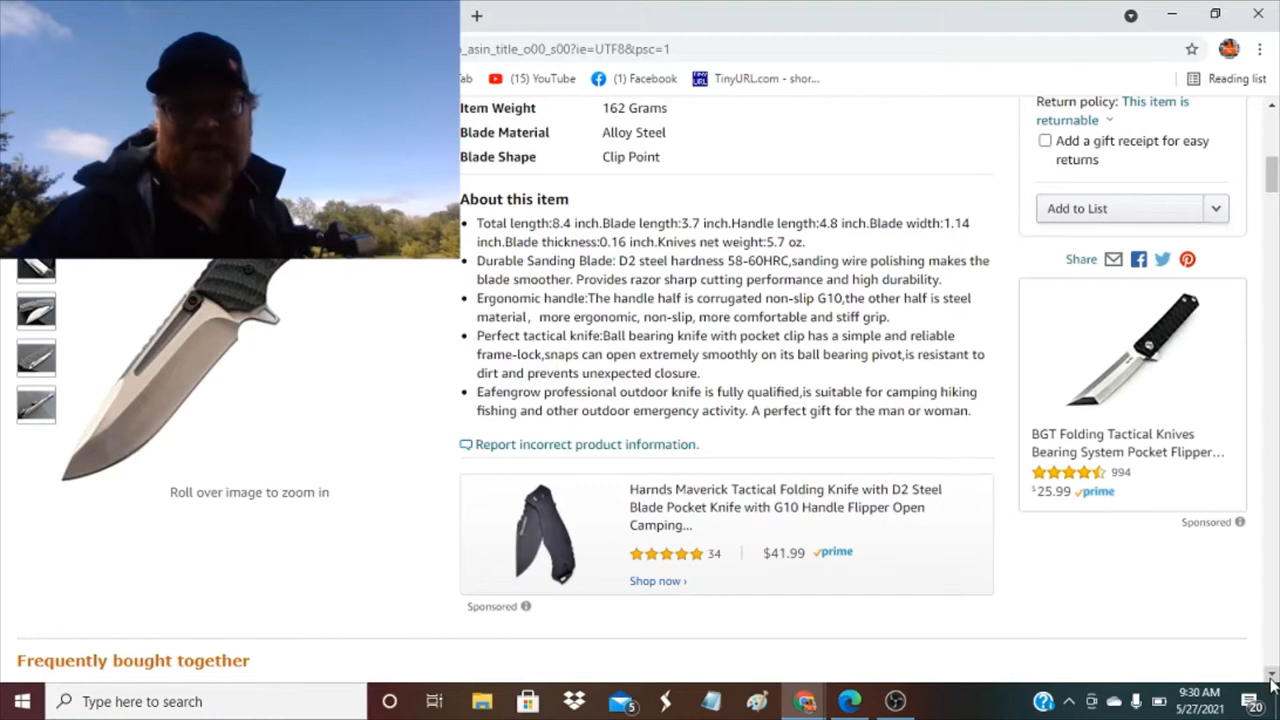 _asin_title_o00_s00?ie=UTF8&psc=1
Tab
(15) YouTube
(1) Facebook
TINY
URL
TinyURL.com - shor...
Reading list
Item Weight 162 Grams
Blade Material Alloy Steel
Blade Shape Clip Point
About this item
Total length:8.4 inch.Blade length:3.7 inch.Handle length:4.8 inch.Blade width:1.14
inch.Blade thickness:0.16 inch.Knives net weight:5.7 oz.
Durable Sanding Blade: D2 steel hardness 58-60HRC,sanding wire polishing makes the
blade smoother. Provides razor sharp cutting performance and high durability.
Ergonomic handle:The handle half is corrugated non-slip G10,the other half is steel
material，more ergonomic, non-slip, more comfortable and stiff grip.
Perfect tactical knife:Ball bearing knife with pocket clip has a simple and reliable
frame-lock,snaps can open extremely smoothly on its ball bearing pivot,is resistant to
dirt and prevents unexpected closure.
Eafengrow professional outdoor knife is fully qualified,is suitable for camping hiking
fishing and other outdoor emergency activity. A perfect gift for the man or woman.
Report incorrect product information.
Roll over image to zoom in
Harnds Maverick Tactical Folding Knife with D2 Steel
Blade Pocket Knife with G10 Handle Flipper Open
Camping...
34 $41.99 prime
Shop now ›
Sponsored
Return policy: This item is
returnable
Add a gift receipt for easy
returns
Add to List
Share
BGT Folding Tactical Knives
Bearing System Pocket Flipper...
994
$25.99 prime
Sponsored
Frequently bought together
Type here to search
5
9:30 AM
5/27/2021
20